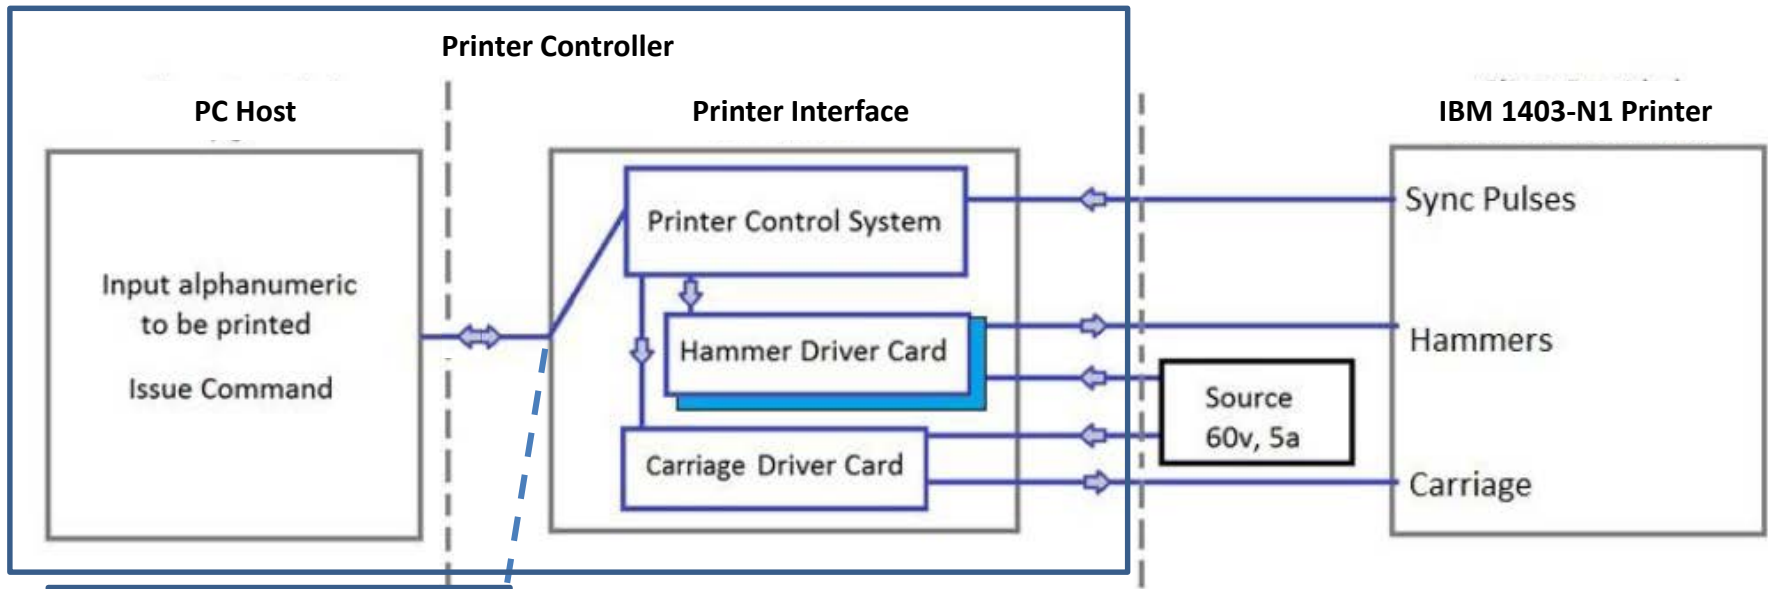 Printer Controller
PC Host
Printer Interface
IBM 1403-N1 Printer
Input alphanumeric
to be printed
Issue Command
Printer Control System
Hammer Driver Card
Carriage Driver Card
Source
60v, 5a
Sync Pulses
Hammers
Carriage